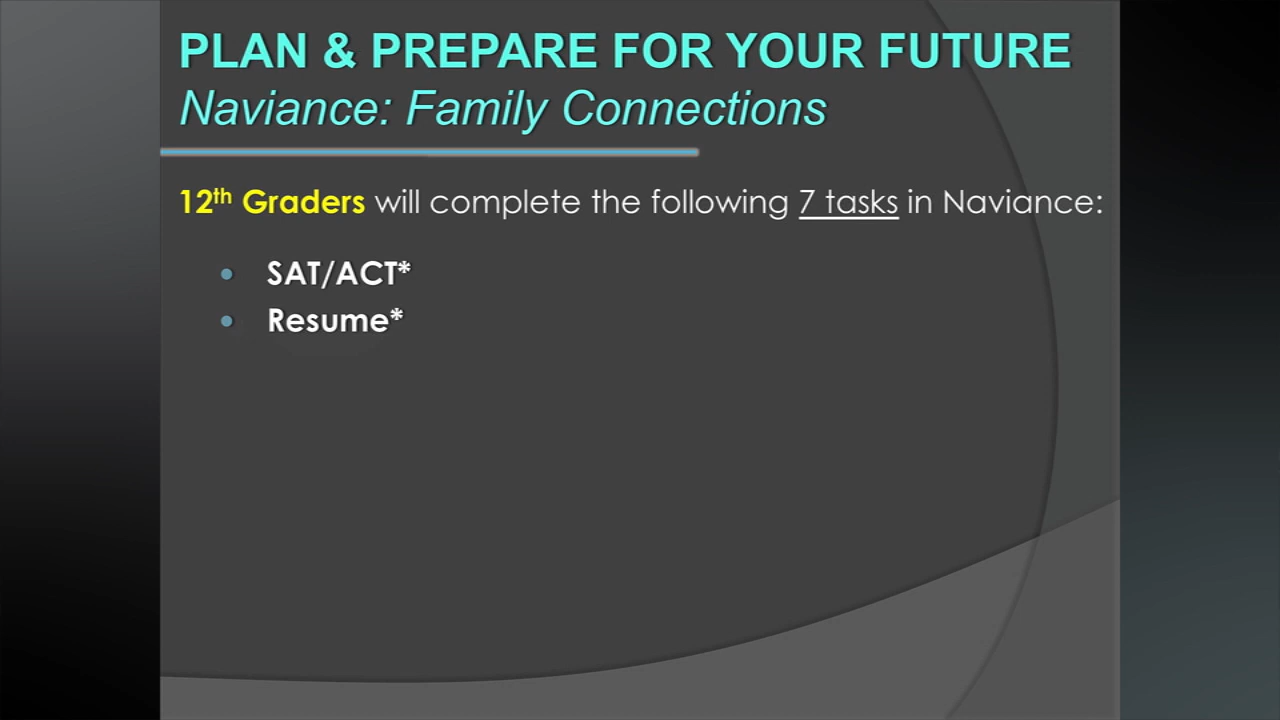 PLAN & PREPARE FOR YOUR FUTURE
Naviance: Family Connections
12th Graders will complete the following 7 tasks in Naviance:
• SAT/ACT*
• Resume*